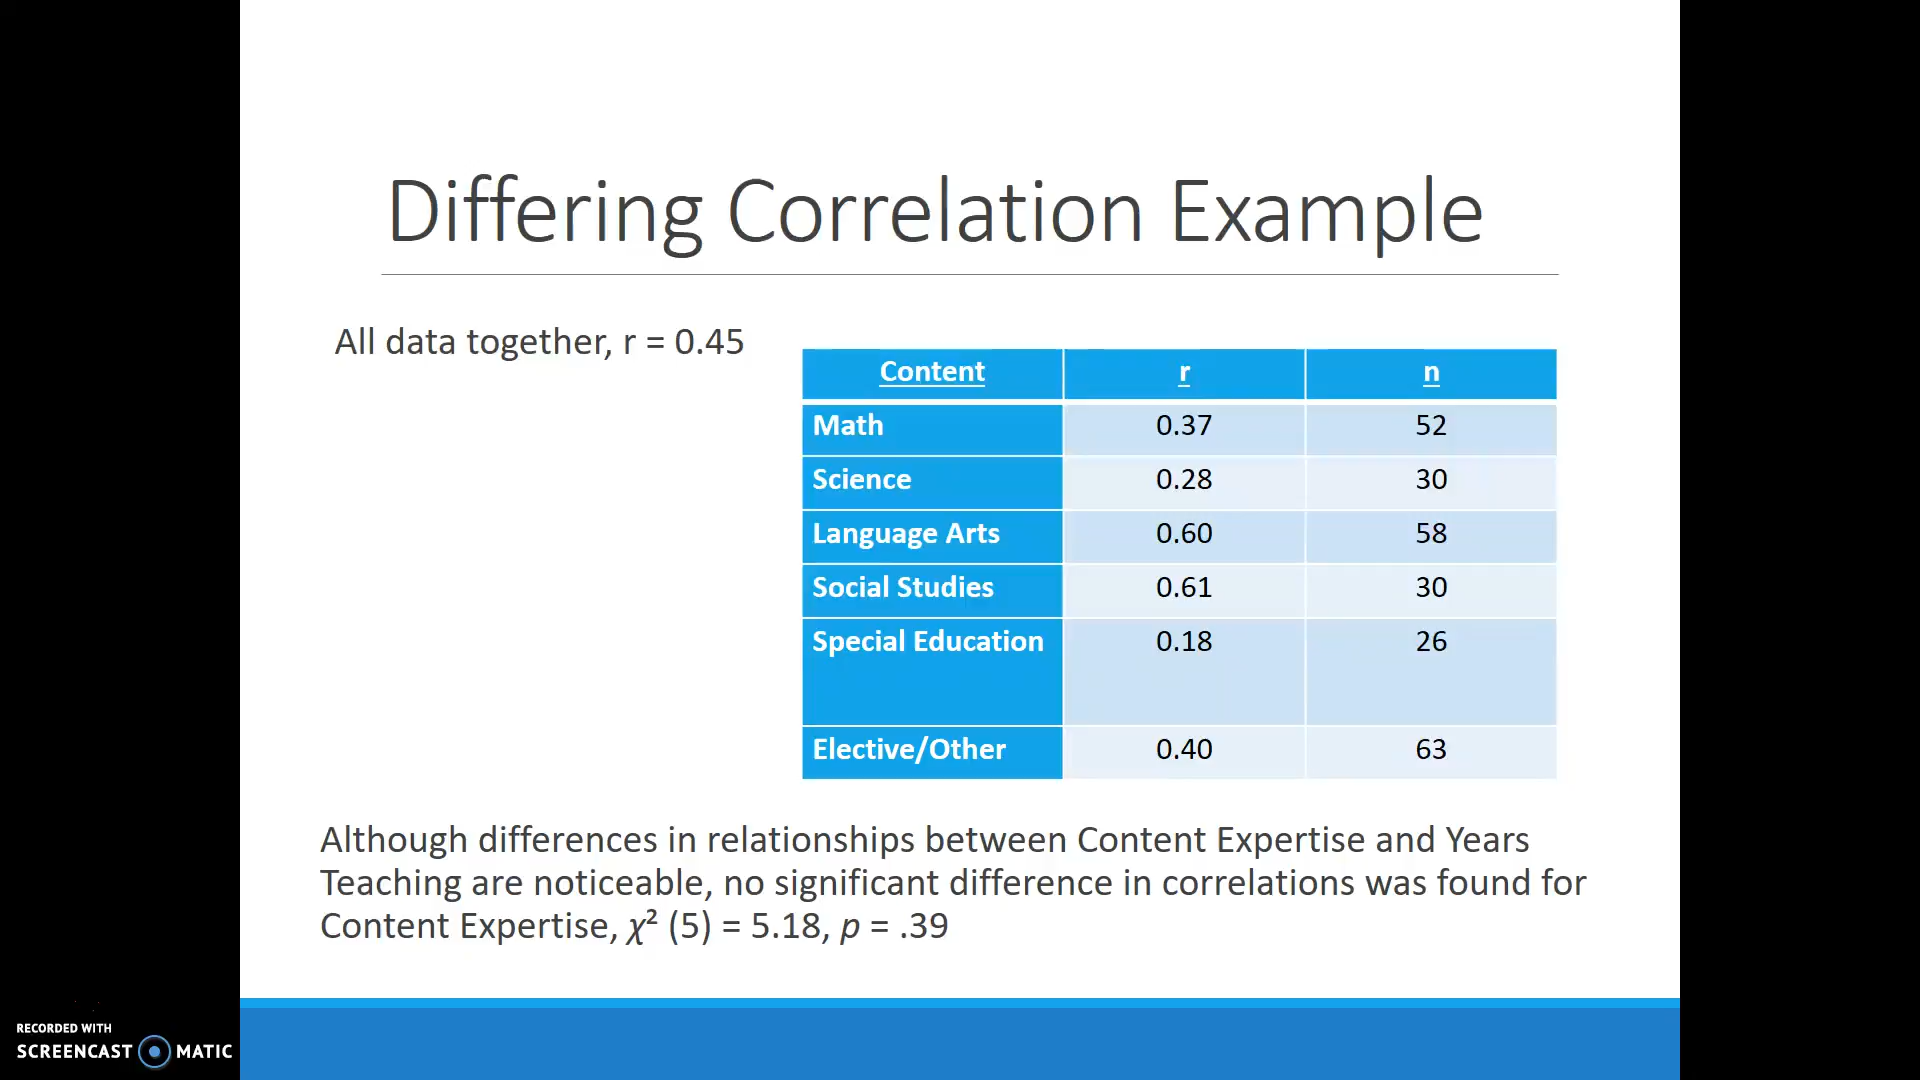 Differing Correlation Example
All data together, r = 0.45
Content r n
Math 0.37 52
Science 0.28 30
Language Arts 0.60 58
Social Studies 0.61 30
Special Education 0.18 26
Elective/Other 0.40 63
Although differences in relationships between Content Expertise and Years
Teaching are noticeable, no significant difference in correlations was found for
Content Expertise, χ² (5) = 5.18, p = .39
RECORDED WITH
SCREENCAST MATIC